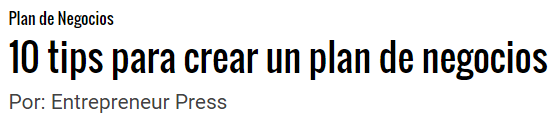 Plan de Negocios
10 tips para crear un plan de negocios
Por: Entrepreneur Press